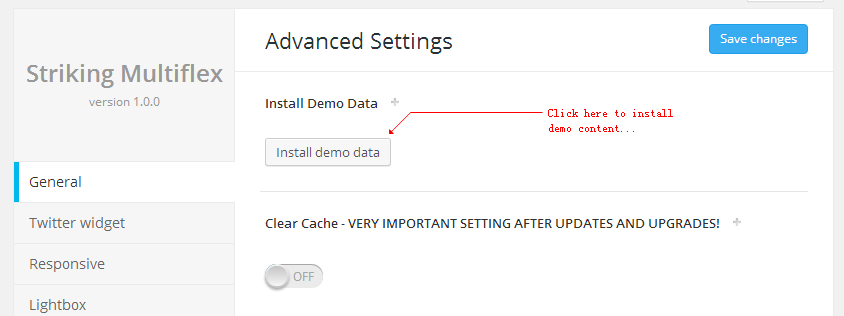 Advanced Settings
Save changes
Striking Multiflex
version 1.0.0
Install Demo Data +
Click here to install
demo content...
Install demo data
General
Twitter widget
Clear Cache - VERY IMPORTANT SETTING AFTER UPDATES AND UPGRADES! +
Responsive
OFF
Lightbox